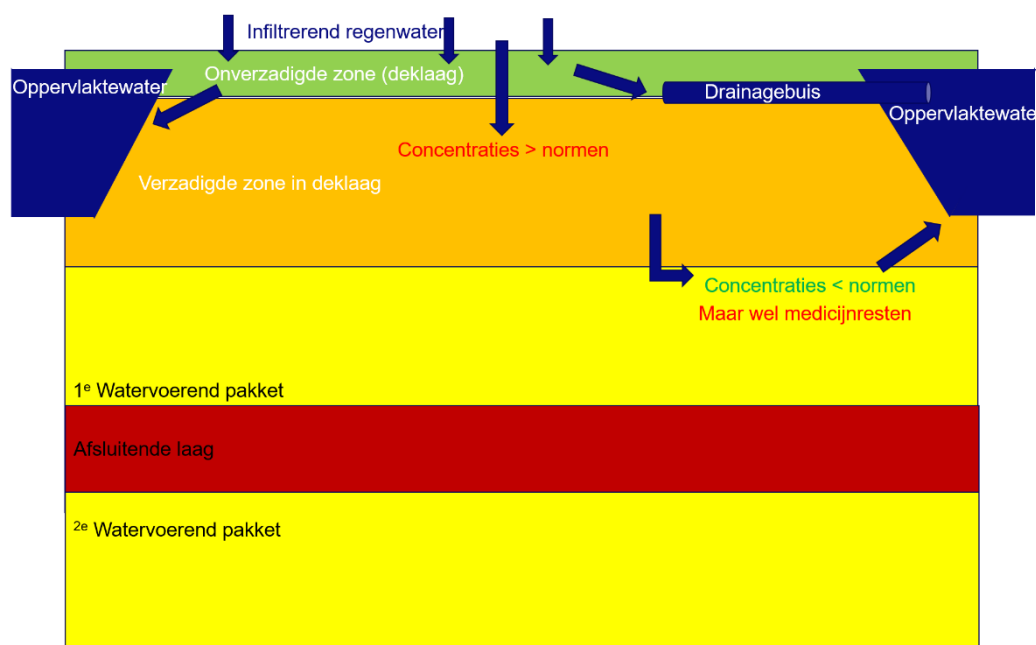 Infiltrerend regenwater
Onverzadigde zone (deklaag)
Oppervlaktewater
Drainagebuis
Oppervlaktewater
Concentraties > normen
Verzadigde zone in deklaag
Concentraties < normen
Maar wel medicijnresten
1e Watervoerend pakket
Afsluitende laag
2e Watervoerend pakket